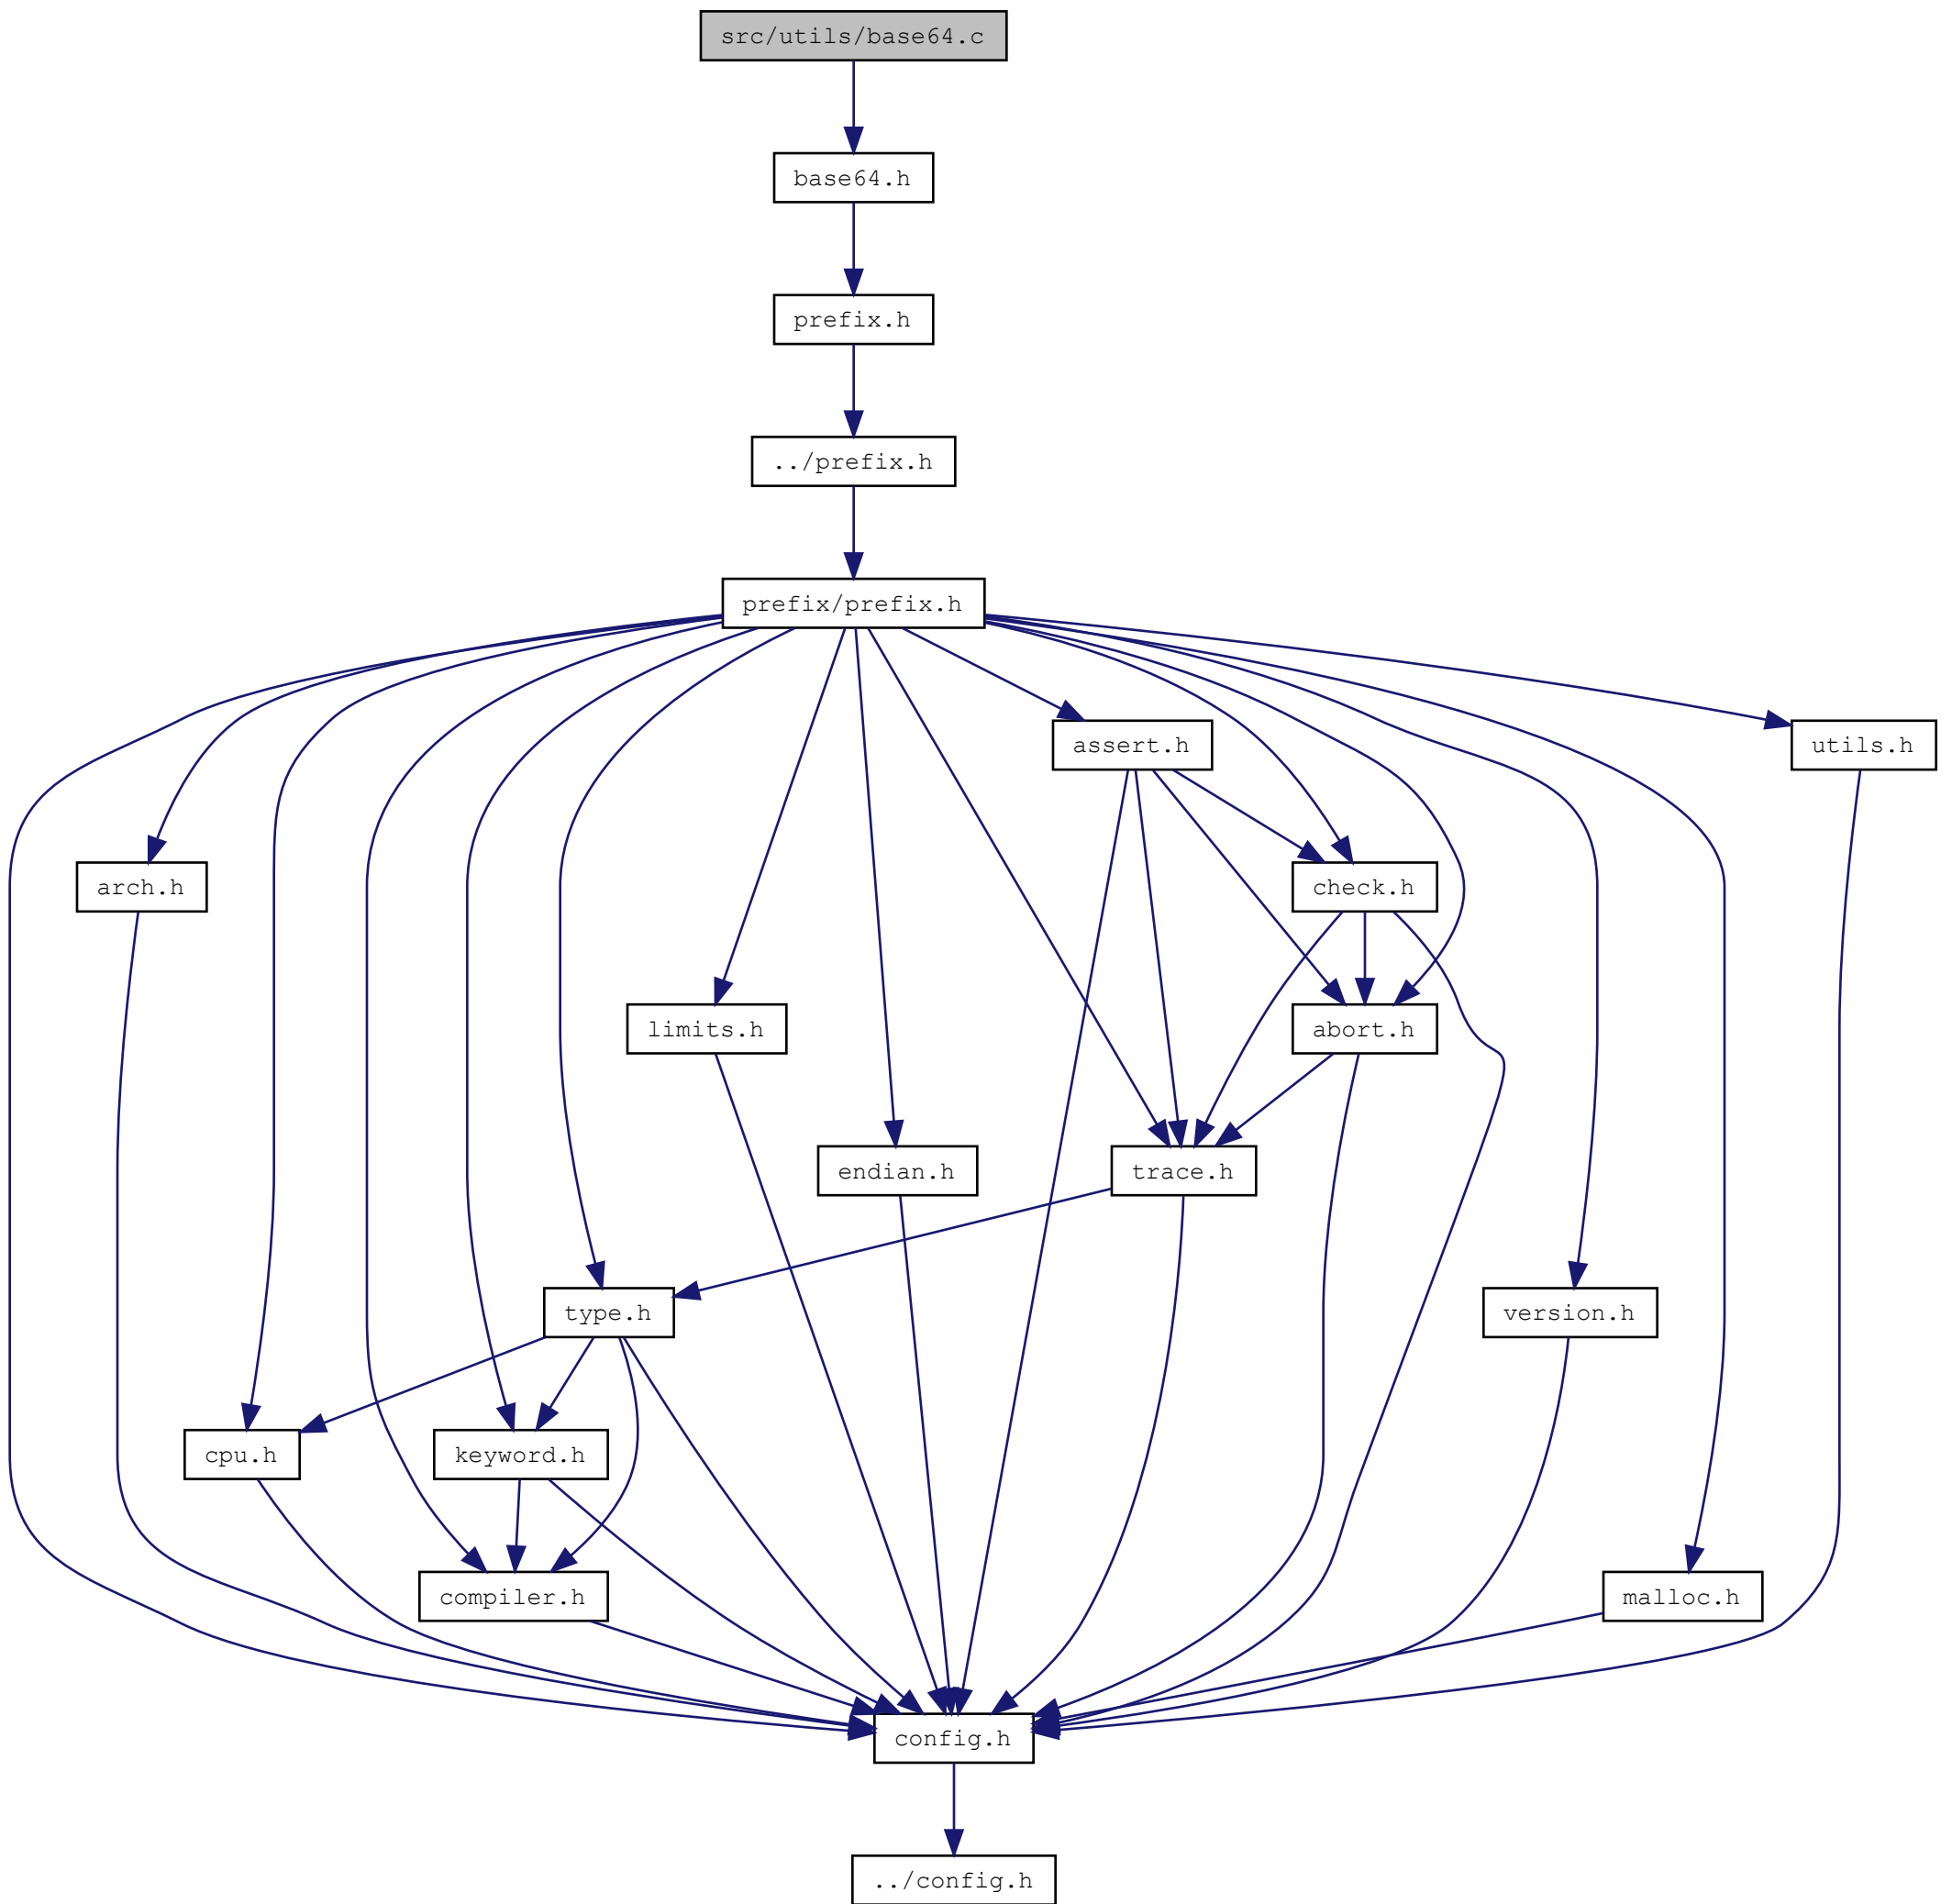 src/utils/base64.c
base64.h
prefix.h
../prefix.h
prefix/prefix.h
assert.h
utils.h
arch.h
check.h
limits.h
abort.h
endian.h
trace.h
type.h
version.h
cpu.h
keyword.h
compiler.h
malloc.h
config.h
../config.h